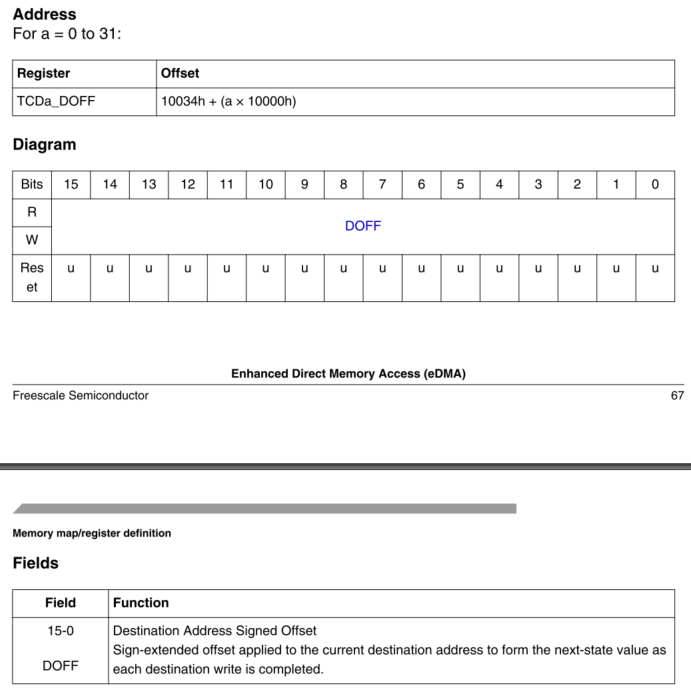 Address
For a = 0 to 31:
Register Offset
TCDa_DOFF 10034h + (a × 10000h)
Diagram
Bits 15 14 13 12 11 10 9 8 7 6 5 4 3 2 1 0
R
DOFF
W
Res
et u u u u u u u u u u u u u u u u
Enhanced Direct Memory Access (eDMA)
Freescale Semiconductor 67
Memory map/register definition
Fields
Field Function
15-0
DOFF
Destination Address Signed Offset
Sign-extended offset applied to the current destination address to form the next-state value as
each destination write is completed.